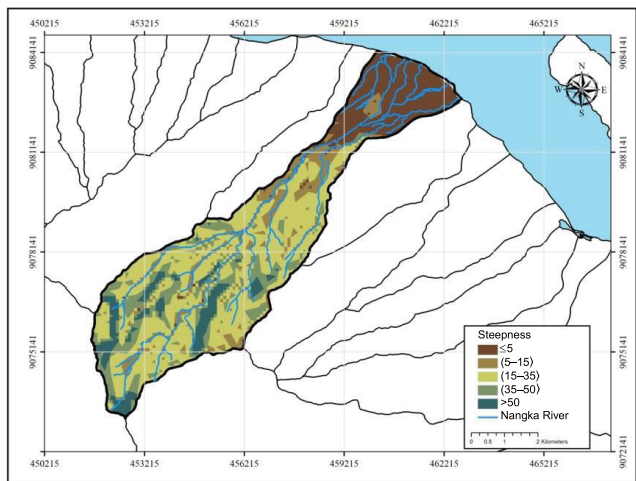 450215 453215 456215 459215 462215 465215
9084141 9084141
N
W E
S
9081141 9081141
9078141 9078141
9075141 9075141
Steepness
≤5
(5–15)
(15–35)
(35–50)
>50
Nangka River
0 0.5 1 2 Kilometers
9072141 9072141
450215 453215 456215 459215 462215 465215